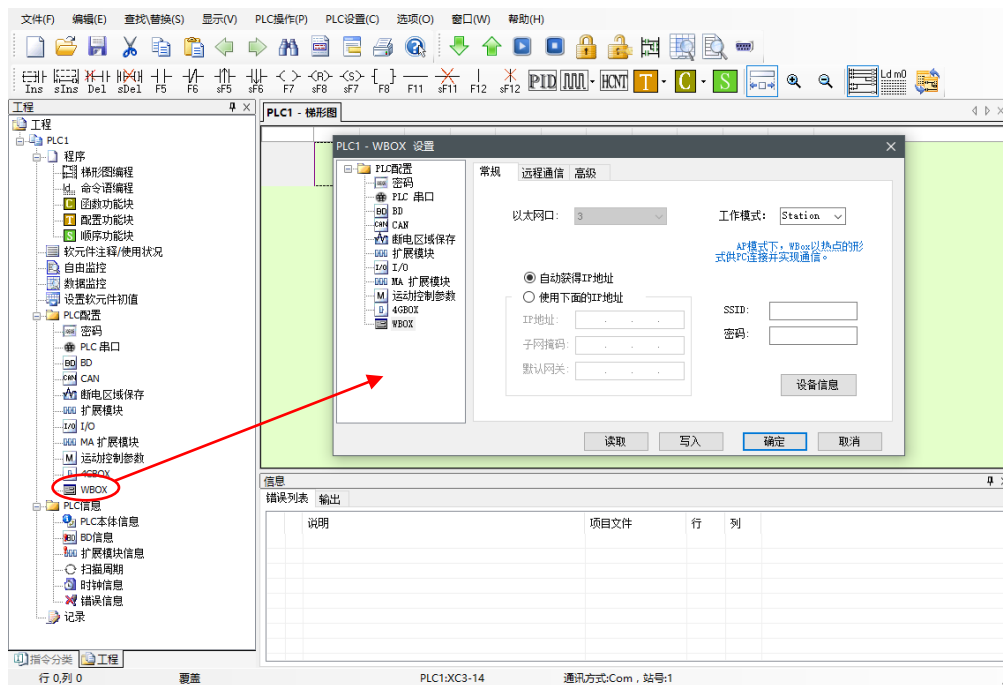 文件(F) 编辑(E) 查找\替换(S) 显示(V) PLC操作(P) PLC设置(C) 选项(O) 窗口(W) 帮助(H)
Ins sIns Del sDel F5 F6 sF5 sF6 F7 sF8 sF7 F8 F11 sF11 F12 sF12 PID HCNT T C S Ld m0
工程
工程
PLC1
程序
梯形图编程
命令语编程
函数功能块
配置功能块
顺序功能块
软元件注释/使用状况
自由监控
数据监控
设置软元件初值
PLC配置
密码
PLC 串口
BD
CAN
断电区域保存
扩展模块
I/O
MA 扩展模块
运动控制参数
4GBOX
WBOX
PLC信息
PLC本体信息
BD信息
扩展模块信息
扫描周期
时钟信息
错误信息
记录
指令分类 工程
PLC1 - 梯形图
PLC1 - WBOX 设置
PLC配置
密码
PLC 串口
BD
CAN
断电区域保存
扩展模块
I/O
MA 扩展模块
运动控制参数
4GBOX
WBOX
常规 远程通信 高级
以太网口: 3 工作模式: Station
AP模式下，WBox以热点的形
式供PC连接并实现通信。
自动获得IP地址
使用下面的IP地址
IP地址:
子网掩码:
默认网关:
SSID:
密码:
设备信息
读取 写入 确定 取消
信息
错误列表 输出
说明 项目文件 行 列
行 0,列 0 覆盖 PLC1:XC3-14 通讯方式:Com，站号:1